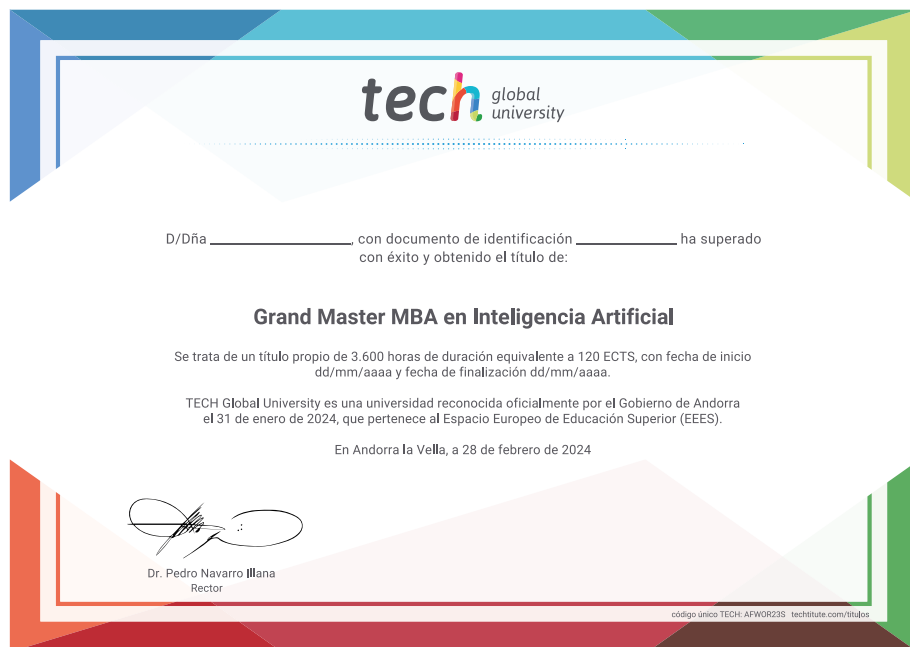 tech global
university
D/Dña ____________________, con documento de identificación ______________ ha superado
con éxito y obtenido el título de:
Grand Master MBA en Inteligencia Artificial
Se trata de un título propio de 3.600 horas de duración equivalente a 120 ECTS, con fecha de inicio
dd/mm/aaaa y fecha de finalización dd/mm/aaaa.
TECH Global University es una universidad reconocida oficialmente por el Gobierno de Andorra
el 31 de enero de 2024, que pertenece al Espacio Europeo de Educación Superior (EEES).
En Andorra la Vella, a 28 de febrero de 2024
Dr. Pedro Navarro Illana
Rector
código único TECH: AFWOR23S techtitute.com/titulos